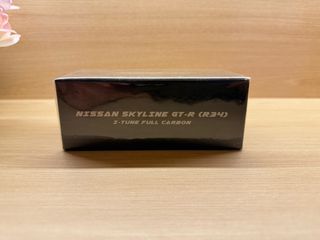 NISSAN SKYLINE GT-R (R34)
Z-TUNE FULL CARBON